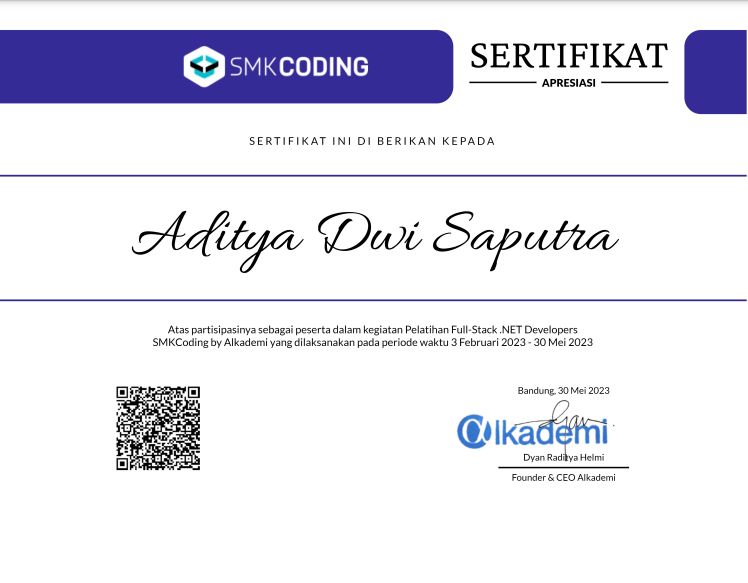 SMKCODING
SERTIFIKAT
APRESIASI
SERTIFIKAT INI DI BERIKAN KEPADA
Aditya Dwi Saputra
Atas partisipasinya sebagai peserta dalam kegiatan Pelatihan Full-Stack .NET Developers
SMKCoding by Alkademi yang dilaksanakan pada periode waktu 3 Februari 2023 - 30 Mei 2023
Bandung, 30 Mei 2023
alkademi
Dyan Raditya Helmi
Founder & CEO Alkademi